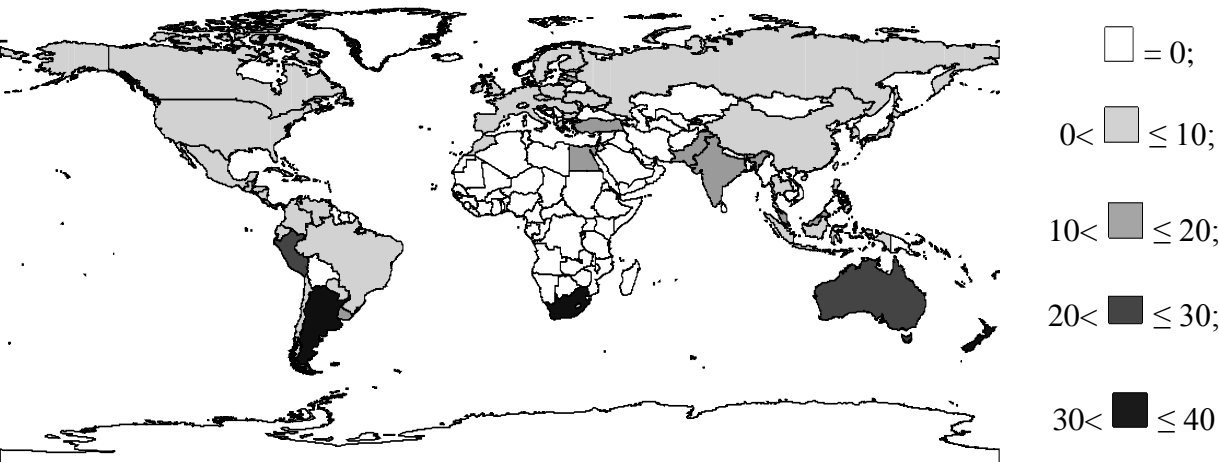 = 0;
0< ≤ 10;
10< ≤ 20;
20< ≤ 30;
30< ≤ 40